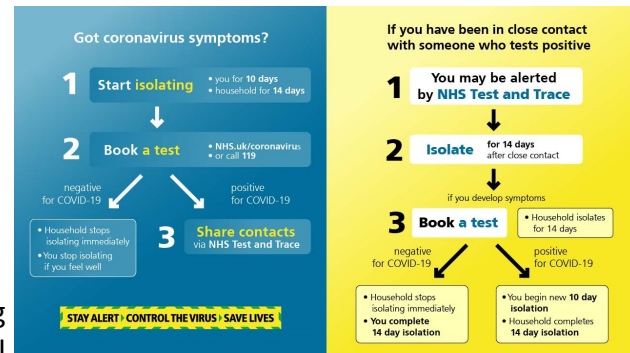 Got coronavirus symptoms?
1 Start isolating
• you for 10 days
• household for 14 days
2 Book a test
• NHS.uk/coronavirus
• or call 119
negative
for COVID-19
positive
for COVID-19
• Household stops
isolating immediately
• You stop isolating
if you feel well
3 Share contacts
via NHS Test and Trace
STAY ALERT CONTROL THE VIRUS SAVE LIVES
If you have been in close contact
with someone who tests positive
1 You may be alerted
by NHS Test and Trace
2 Isolate
for 14 days
after close contact
if you develop symptoms
3 Book a test
• Household isolates
for 14 days
negative
for COVID-19
positive
for COVID-19
• Household stops
isolating immediately
• You complete
14 day isolation
• You begin new 10 day
isolation
• Household completes
14 day isolation